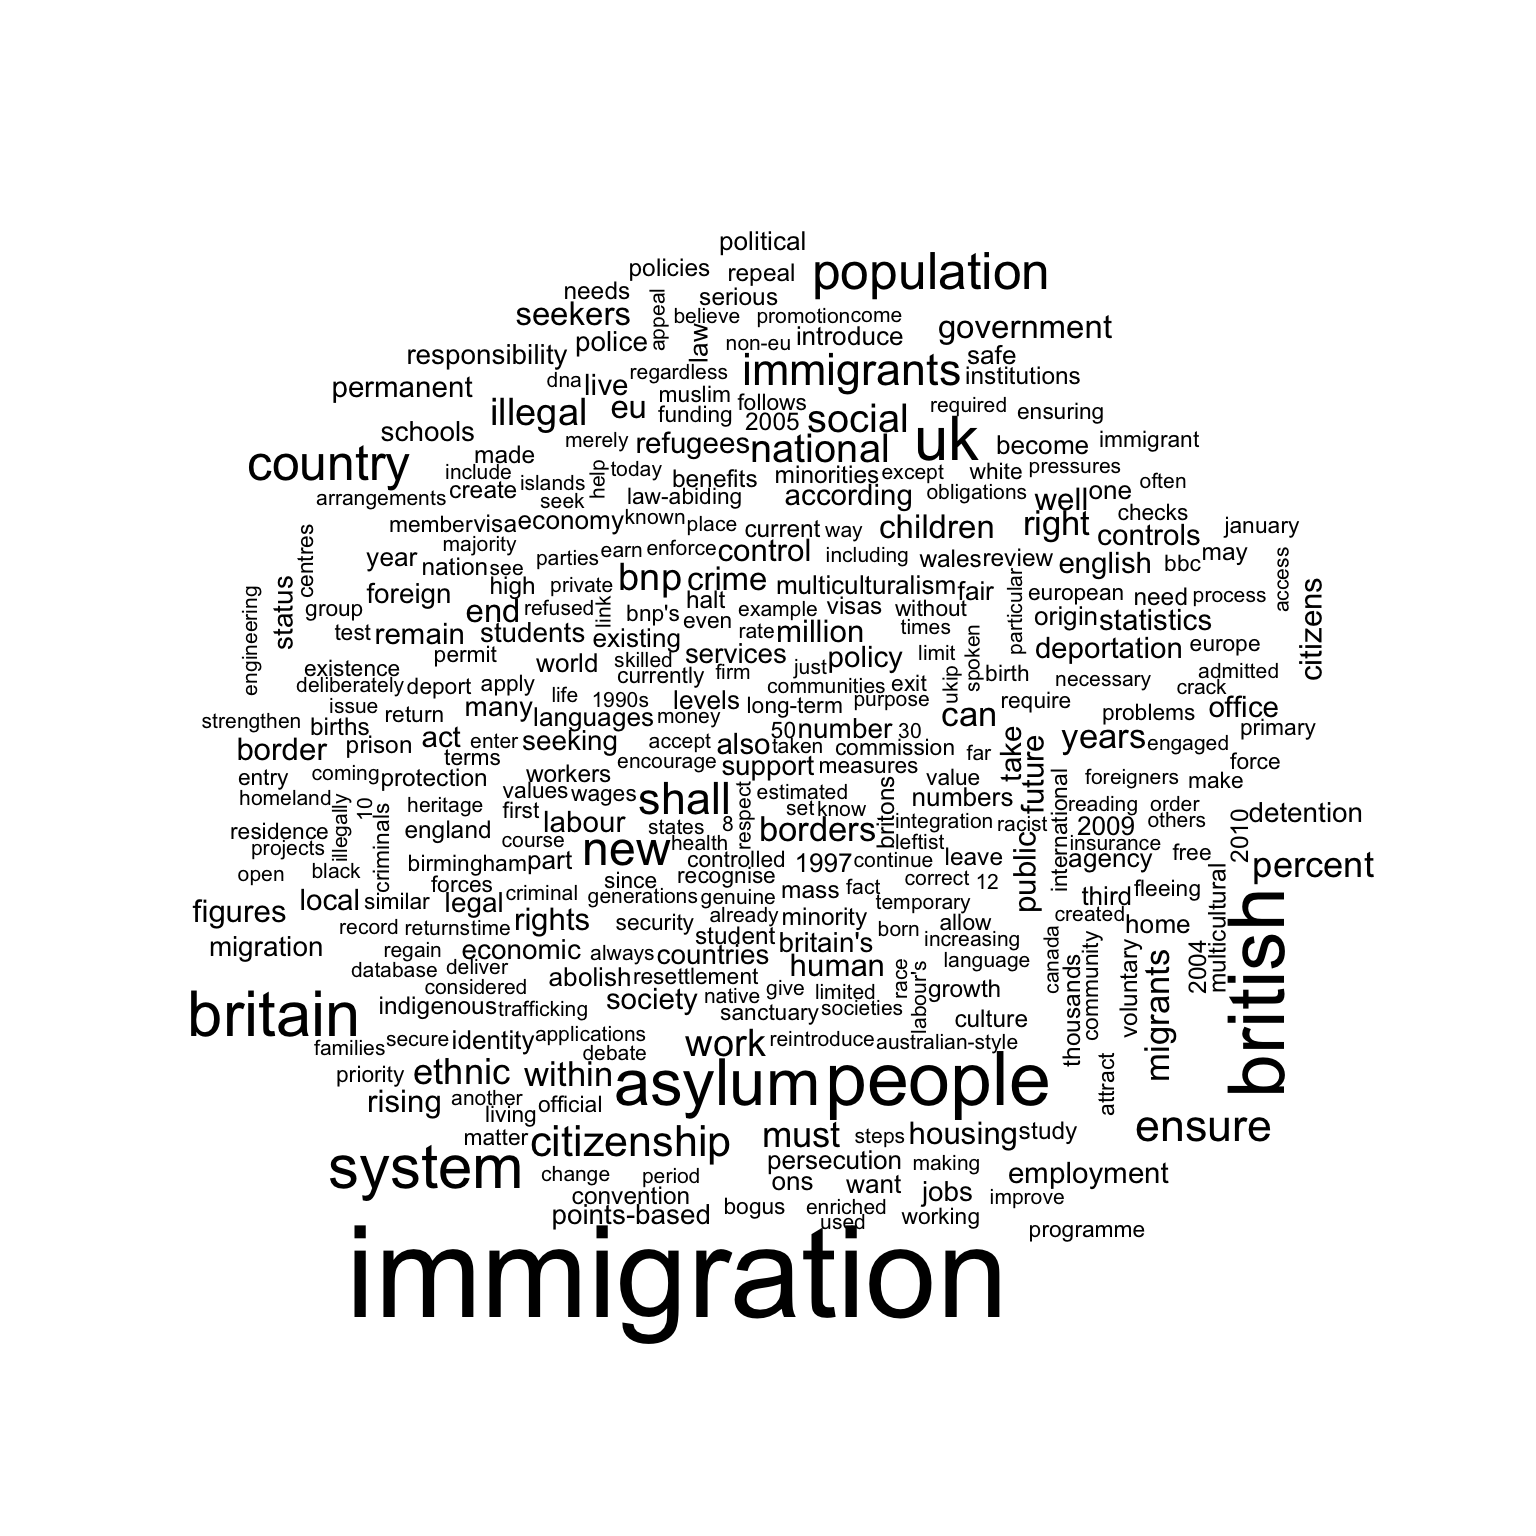 political
policies repeal population
needs serious
seekers appeal believe promotion come government
responsibility police law non-eu introduce safe
permanent dna live regardless immigrants institutions
illegal eu muslim funding follows 2005 social required ensuring
schools merely refugees national uk become immigrant
country made include islands help today benefits minorities except white pressures often
arrangements create seek law-abiding according obligations well one checks
member visa economy known place current way children right controls january
centres year majority nation see parties earn enforce control including wales review english bbc may access
engineering status foreign high private bnp crime multiculturalism fair particular european need process citizens
group end refused link bnp's halt even example visas without origin statistics
test remain students existing rate million times spoken deportation europe
existence permit world skilled currently services firm just policy limit ukip birth necessary admitted
deliberately deport apply life 1990s levels long-term communities purpose exit require crack
strengthen births issue return many languages money 50 number 30 can problems office primary
border prison act enter terms seeking accept also taken commission far take future years engaged force
entry coming protection workers encourage support measures value foreigners make
homeland illegally 10 heritage values first wages shall respect estimated set know britons numbers international reading order detention
residence projects criminals england course labour states 8 health borders integration leftist racist public 2009 others insurance 2010
open black birmingham part new controlled recognise 1997 continue leave agency free percent
figures local similar forces legal criminal since generations genuine mass fact correct 12 temporary third fleeing multicultural british
migration record returns time rights security already minority born allow created home
regain economic always student countries britain's increasing language canada community voluntary migrants 2004
database deliver considered abolish resettlement human race labour's growth thousands
britain indigenous trafficking society native give limited sanctuary societies culture
families secure identity applications debate work reintroduce australian-style
priority ethnic within asylum people attract
rising another living official ensure
matter citizenship must steps housing study
system change period persecution making employment
convention ons want jobs improve
points-based bogus enriched used working programme
immigration